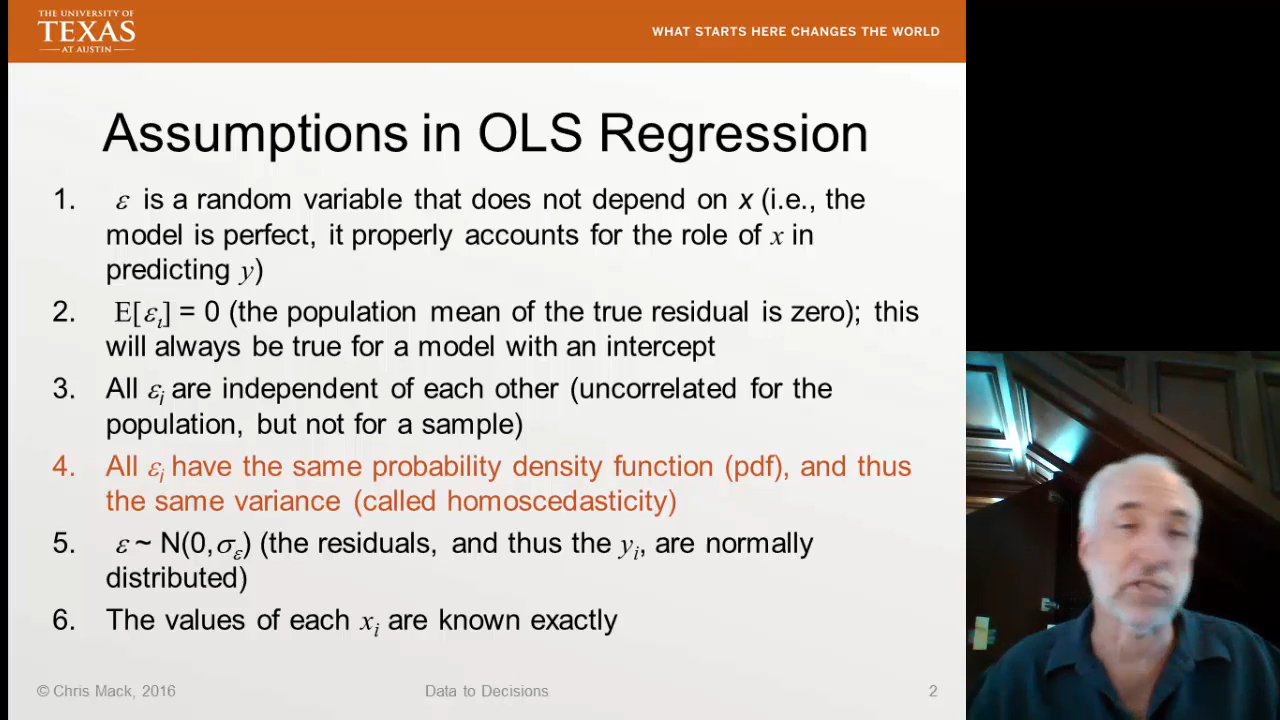 THE UNIVERSITY OF
TEXAS
AT AUSTIN
WHAT STARTS HERE CHANGES THE WORLD
Assumptions in OLS Regression
1. ε is a random variable that does not depend on x (i.e., the
model is perfect, it properly accounts for the role of x in
predicting y)
2. E[εᵢ] = 0 (the population mean of the true residual is zero); this
will always be true for a model with an intercept
3. All εᵢ are independent of each other (uncorrelated for the
population, but not for a sample)
4. All εᵢ have the same probability density function (pdf), and thus
the same variance (called homoscedasticity)
5. ε ~ N(0, σ_ε) (the residuals, and thus the yᵢ, are normally
distributed)
6. The values of each xᵢ are known exactly
© Chris Mack, 2016
Data to Decisions
2